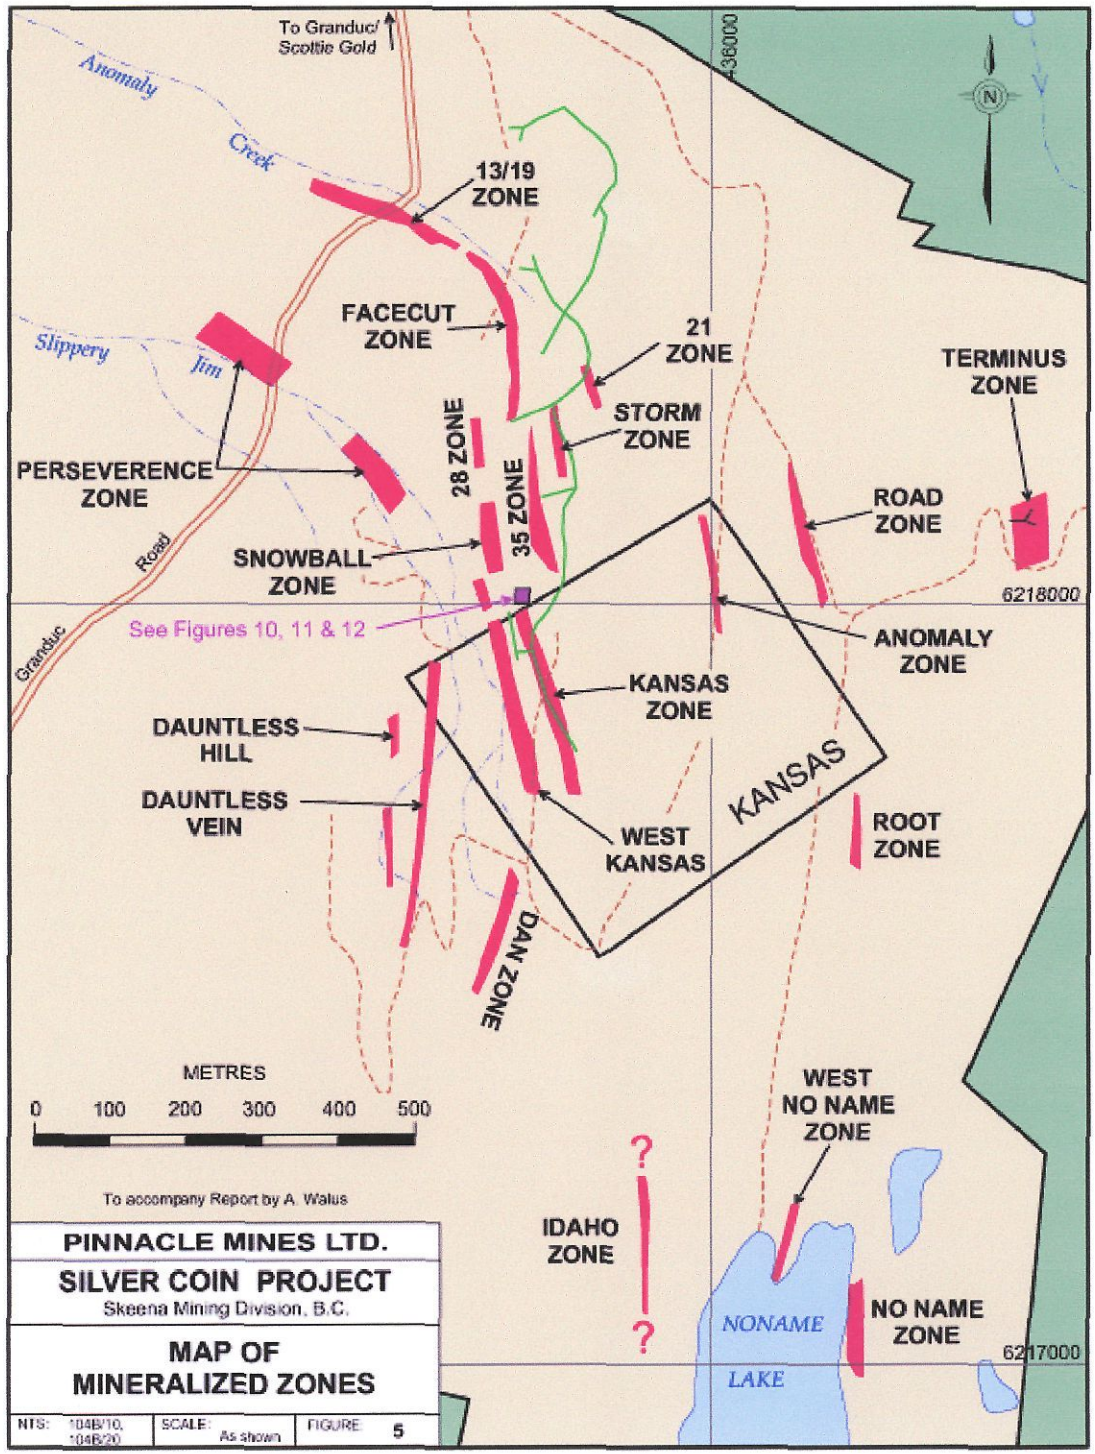 To Granduc/
Scottie Gold
436000
N
Anomaly
Creek
13/19
ZONE
FACECUT
ZONE
21
ZONE
TERMINUS
ZONE
Slippery
Jim
STORM
ZONE
28 ZONE
35 ZONE
PERSEVERENCE
ZONE
ROAD
ZONE
SNOWBALL
ZONE
Road
Granduc
6218000
See Figures 10, 11 & 12
ANOMALY
ZONE
KANSAS
ZONE
DAUNTLESS
HILL
KANSAS
DAUNTLESS
VEIN
WEST
KANSAS
ROOT
ZONE
DAN ZONE
METRES
0 100 200 300 400 500
WEST
NO NAME
ZONE
?
IDAHO
ZONE
?
NONAME
LAKE
NO NAME
ZONE
6217000
To accompany Report by A. Walus
PINNACLE MINES LTD.
SILVER COIN PROJECT
Skeena Mining Division, B.C.
MAP OF
MINERALIZED ZONES
NTS: 104B/10, 104B/20
SCALE: As shown
FIGURE: 5